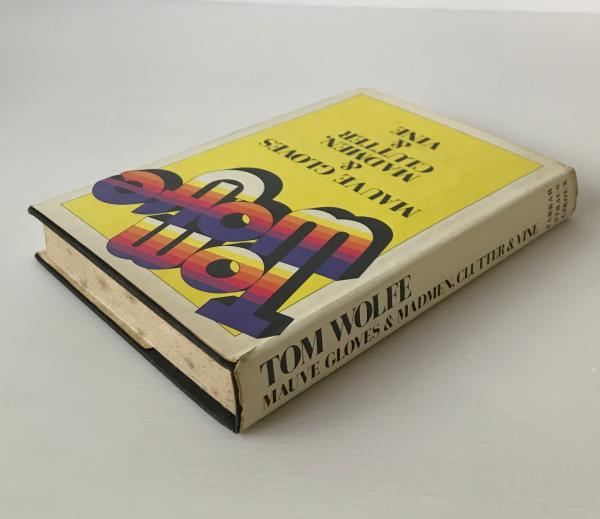 Tom
Wolfe
MAUVE GLOVES
& MADMEN,
CLUTTER
& VINE
TOM WOLFE
MAUVE GLOVES & MADMEN, CLUTTER & VINE
FARRAR
STRAUS
GIROUX